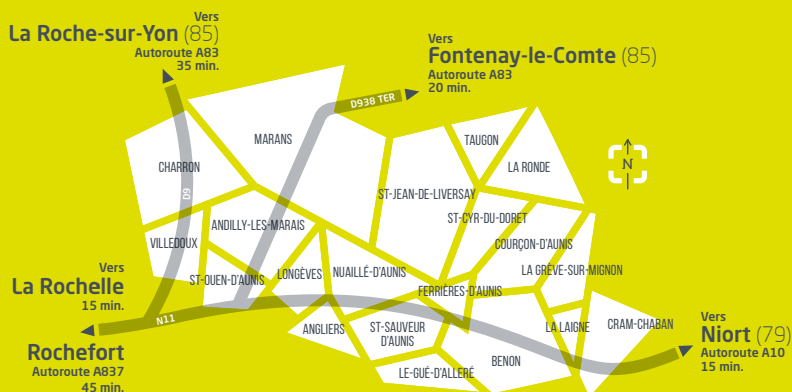 Vers
La Roche-sur-Yon (85)
Autoroute A83
35 min.
Vers
Fontenay-le-Comte (85)
Autoroute A83
20 min.
D938 TER
MARANS
TAUGON
CHARRON
LA RONDE
N
D9
ST-JEAN-DE-LIVERSAY
ST-CYR-DU-DORET
ANDILLY-LES-MARAIS
VILLEDOUX
COURÇON-D'AUNIS
Vers
La Rochelle
15 min.
ST-OUEN-D'AUNIS
LONGÈVES
NUAILLÉ-D'AUNIS
LA GRÈVE-SUR-MIGNON
FERRIÈRES-D'AUNIS
N11
ANGLIERS
ST-SAUVEUR
D'AUNIS
LA LAIGNE
CRAM-CHABAN
Vers
Niort (79)
Autoroute A10
15 min.
Rochefort
Autoroute A837
45 min.
BENON
LE-GUÉ-D'ALLERÉ